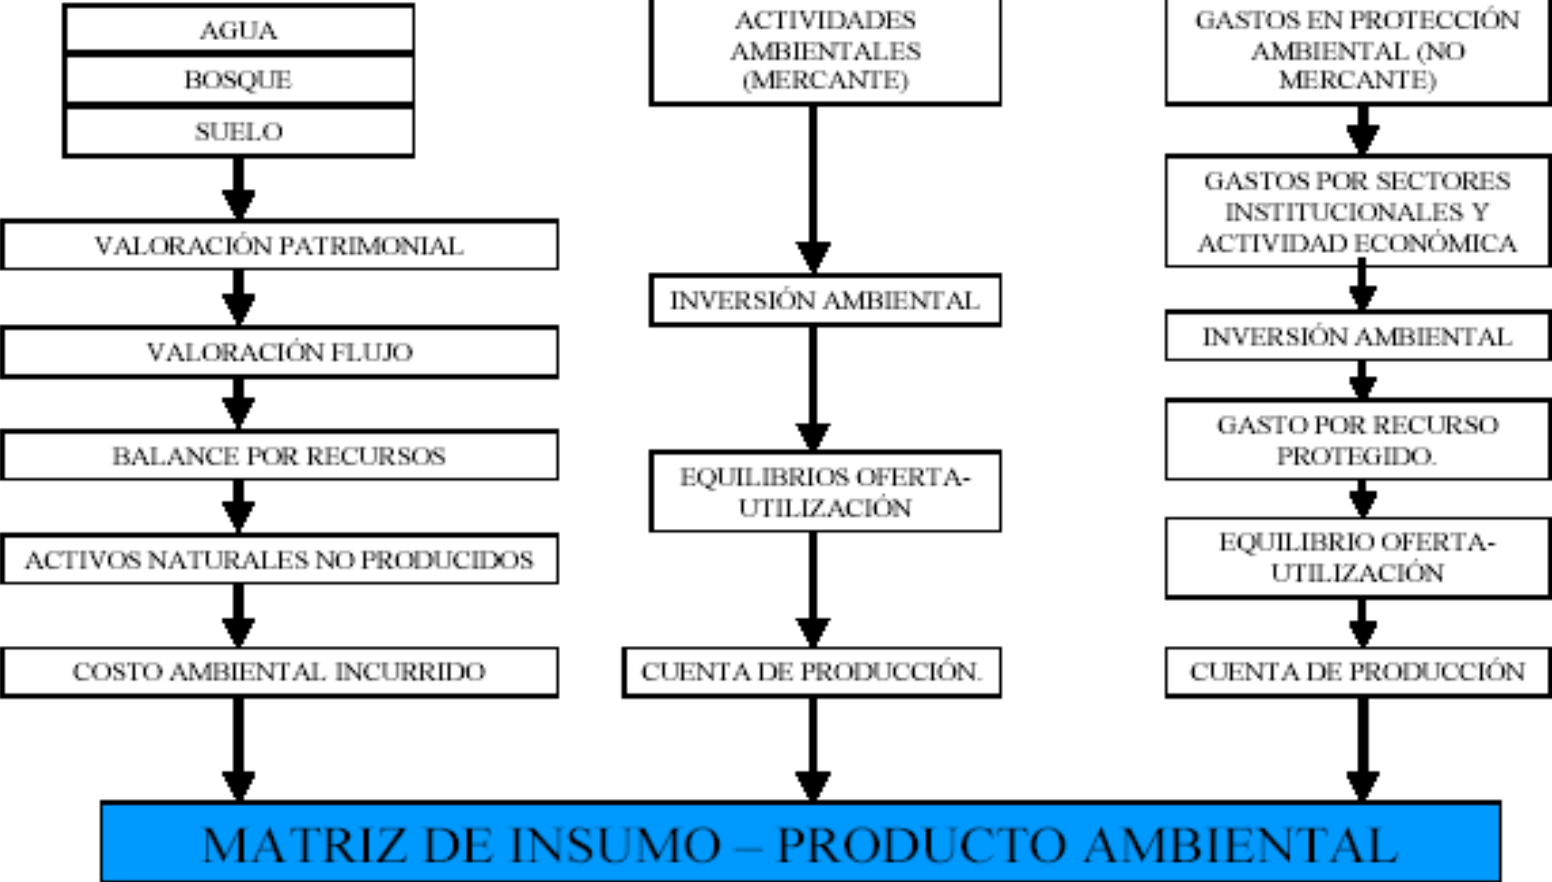 AGUA
BOSQUE
SUELO
VALORACIÓN PATRIMONIAL
VALORACIÓN FLUJO
BALANCE POR RECURSOS
ACTIVOS NATURALES NO PRODUCIDOS
COSTO AMBIENTAL INCURRIDO
ACTIVIDADES
AMBIENTALES
(MERCANTE)
INVERSIÓN AMBIENTAL
EQUILIBRIOS OFERTA-
UTILIZACIÓN
CUENTA DE PRODUCCIÓN.
GASTOS EN PROTECCIÓN
AMBIENTAL (NO
MERCANTE)
GASTOS POR SECTORES
INSTITUCIONALES Y
ACTIVIDAD ECONÓMICA
INVERSIÓN AMBIENTAL
GASTO POR RECURSO
PROTEGIDO.
EQUILIBRIO OFERTA-
UTILIZACIÓN
CUENTA DE PRODUCCIÓN
MATRIZ DE INSUMO – PRODUCTO AMBIENTAL